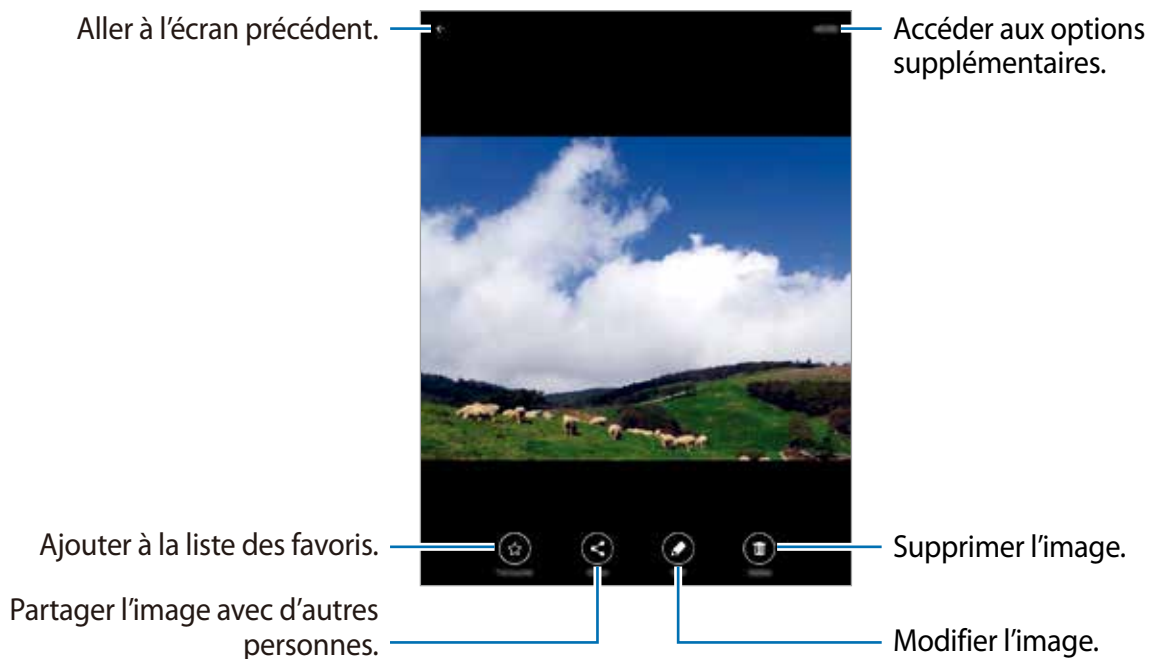 Aller à l'écran précédent.
Accéder aux options
supplémentaires.
Ajouter à la liste des favoris.
Supprimer l'image.
Partager l'image avec d'autres
personnes.
Modifier l'image.